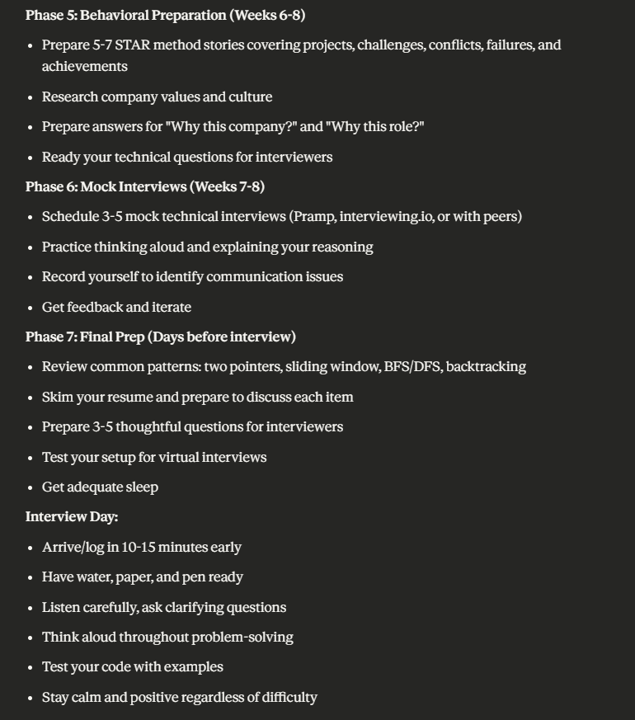 Phase 5: Behavioral Preparation (Weeks 6-8)
• Prepare 5-7 STAR method stories covering projects, challenges, conflicts, failures, and
achievements
• Research company values and culture
• Prepare answers for "Why this company?" and "Why this role?"
• Ready your technical questions for interviewers
Phase 6: Mock Interviews (Weeks 7-8)
• Schedule 3-5 mock technical interviews (Pramp, interviewing.io, or with peers)
• Practice thinking aloud and explaining your reasoning
• Record yourself to identify communication issues
• Get feedback and iterate
Phase 7: Final Prep (Days before interview)
• Review common patterns: two pointers, sliding window, BFS/DFS, backtracking
• Skim your resume and prepare to discuss each item
• Prepare 3-5 thoughtful questions for interviewers
• Test your setup for virtual interviews
• Get adequate sleep
Interview Day:
• Arrive/log in 10-15 minutes early
• Have water, paper, and pen ready
• Listen carefully, ask clarifying questions
• Think aloud throughout problem-solving
• Test your code with examples
• Stay calm and positive regardless of difficulty